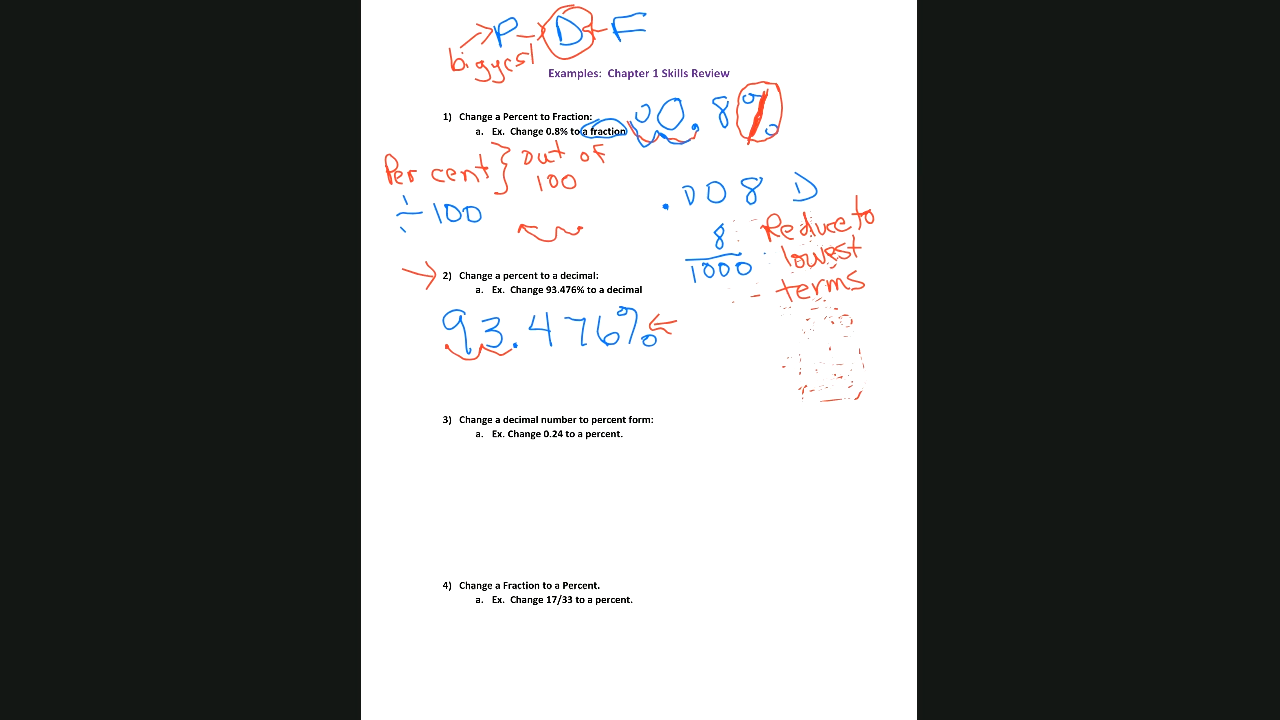 P → D ← F
→ biggest
Examples: Chapter 1 Skills Review
1) Change a Percent to Fraction:
a. Ex. Change 0.8% to a fraction
00.8%
Per cent } out of
100
÷ 100
.008 D
8
1000
Reduce to
lowest
terms
→ 2) Change a percent to a decimal:
a. Ex. Change 93.476% to a decimal
93.476% ←
3) Change a decimal number to percent form:
a. Ex. Change 0.24 to a percent.
4) Change a Fraction to a Percent.
a. Ex. Change 17/33 to a percent.